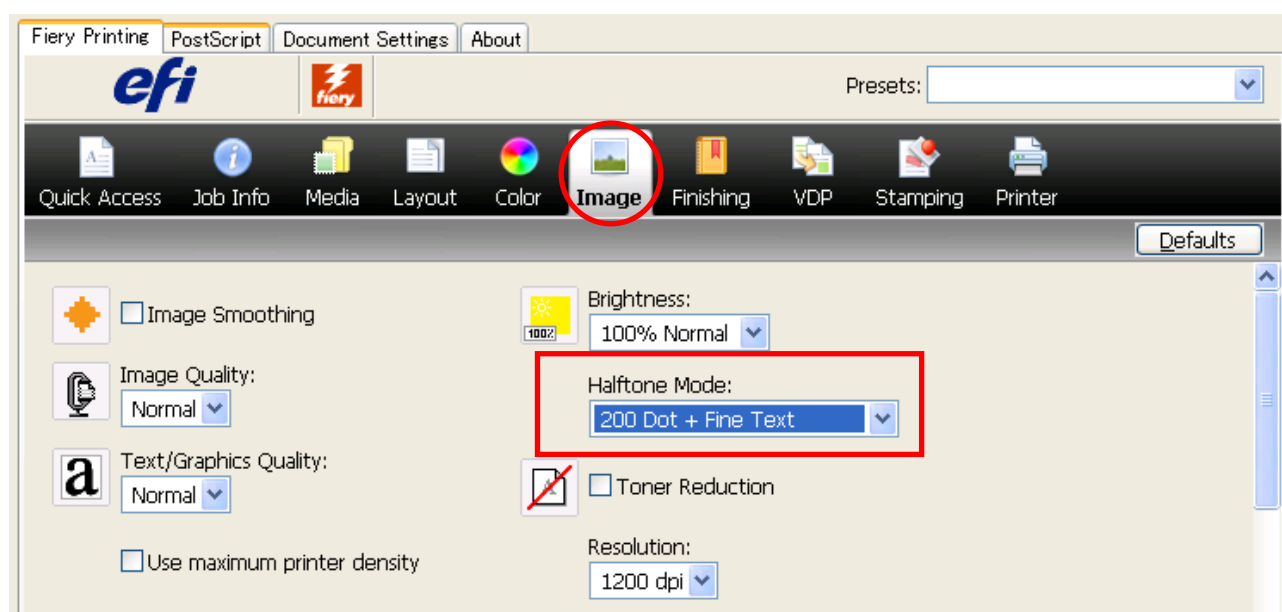 Fiery Printing PostScript Document Settings About
efi fiery Presets:
Quick Access Job Info Media Layout Color Image Finishing VDP Stamping Printer
Defaults
Image Smoothing
Brightness:
100%
100% Normal
Image Quality:
Normal
Halftone Mode:
200 Dot + Fine Text
a
Text/Graphics Quality:
Normal
A
Toner Reduction
Use maximum printer density
Resolution:
1200 dpi